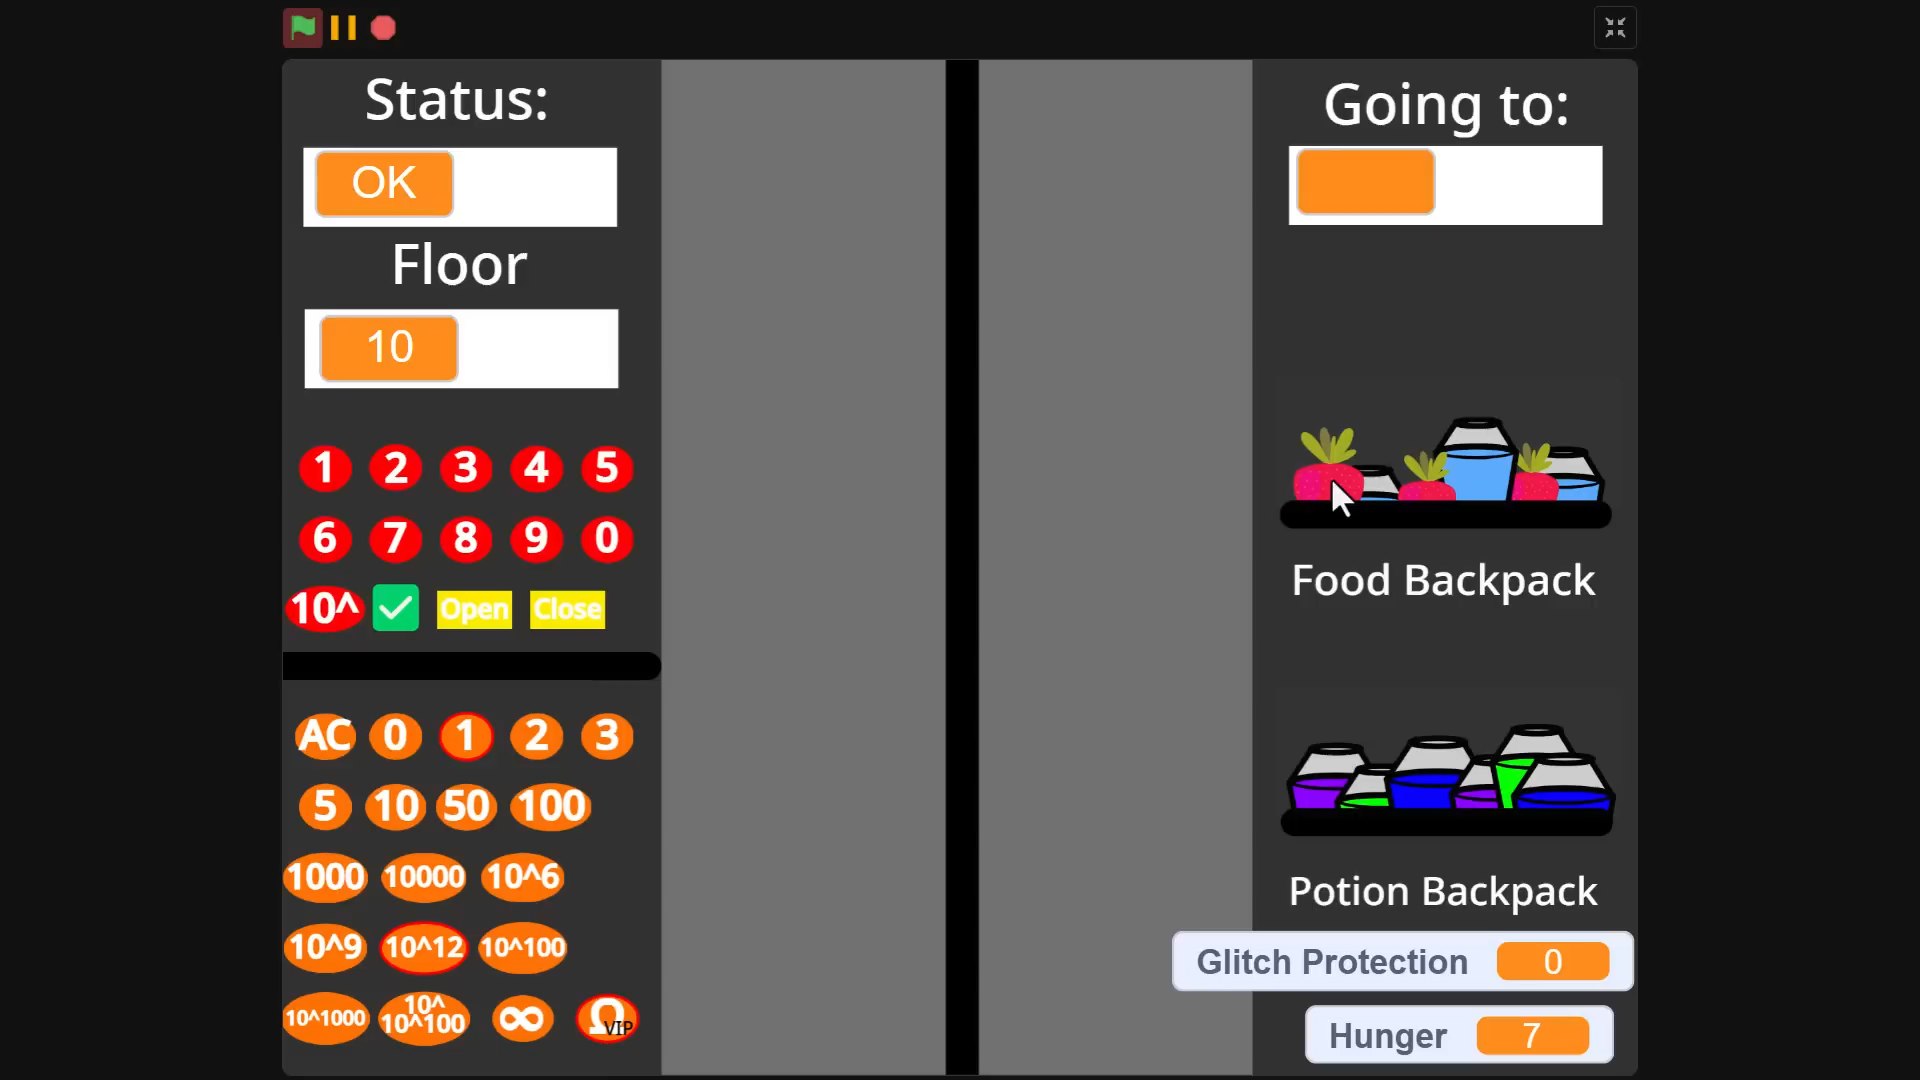 Status:
OK
Floor
10
1 2 3 4 5
6 7 8 9 0
10^ Open Close
AC 0 1 2 3
5 10 50 100
1000 10000 10^6
10^9 10^12 10^100
10^1000 10^ 10^100 ∞ Ω VIP
Going to:
Food Backpack
Potion Backpack
Glitch Protection 0
Hunger 7